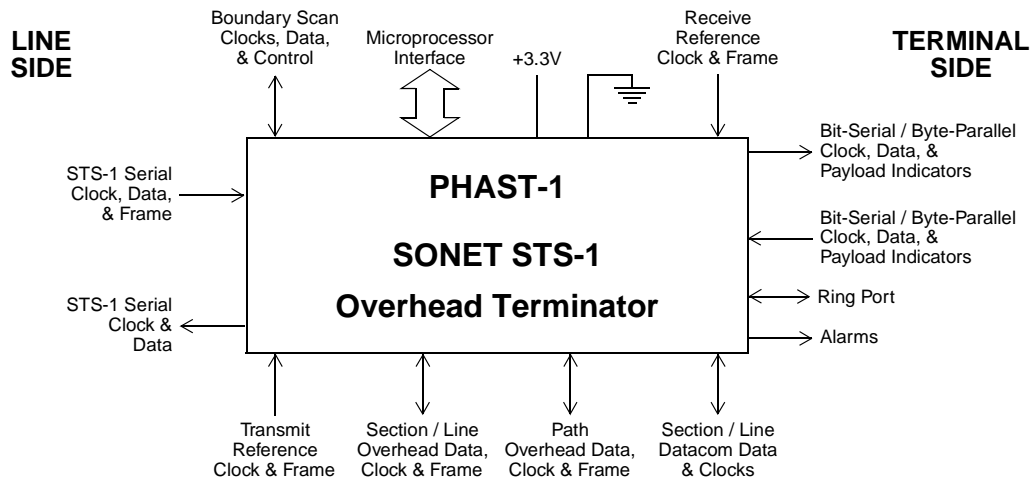 LINE
SIDE
Boundary Scan
Clocks, Data,
& Control
Microprocessor
Interface
+3.3V
Receive
Reference
Clock & Frame
TERMINAL
SIDE
STS-1 Serial
Clock, Data,
& Frame
STS-1 Serial
Clock &
Data
PHAST-1
SONET STS-1
Overhead Terminator
Bit-Serial / Byte-Parallel
Clock, Data, &
Payload Indicators
Bit-Serial / Byte-Parallel
Clock, Data, &
Payload Indicators
Ring Port
Alarms
Transmit
Reference
Clock & Frame
Section / Line
Overhead Data,
Clock & Frame
Path
Overhead Data,
Clock & Frame
Section / Line
Datacom Data
& Clocks